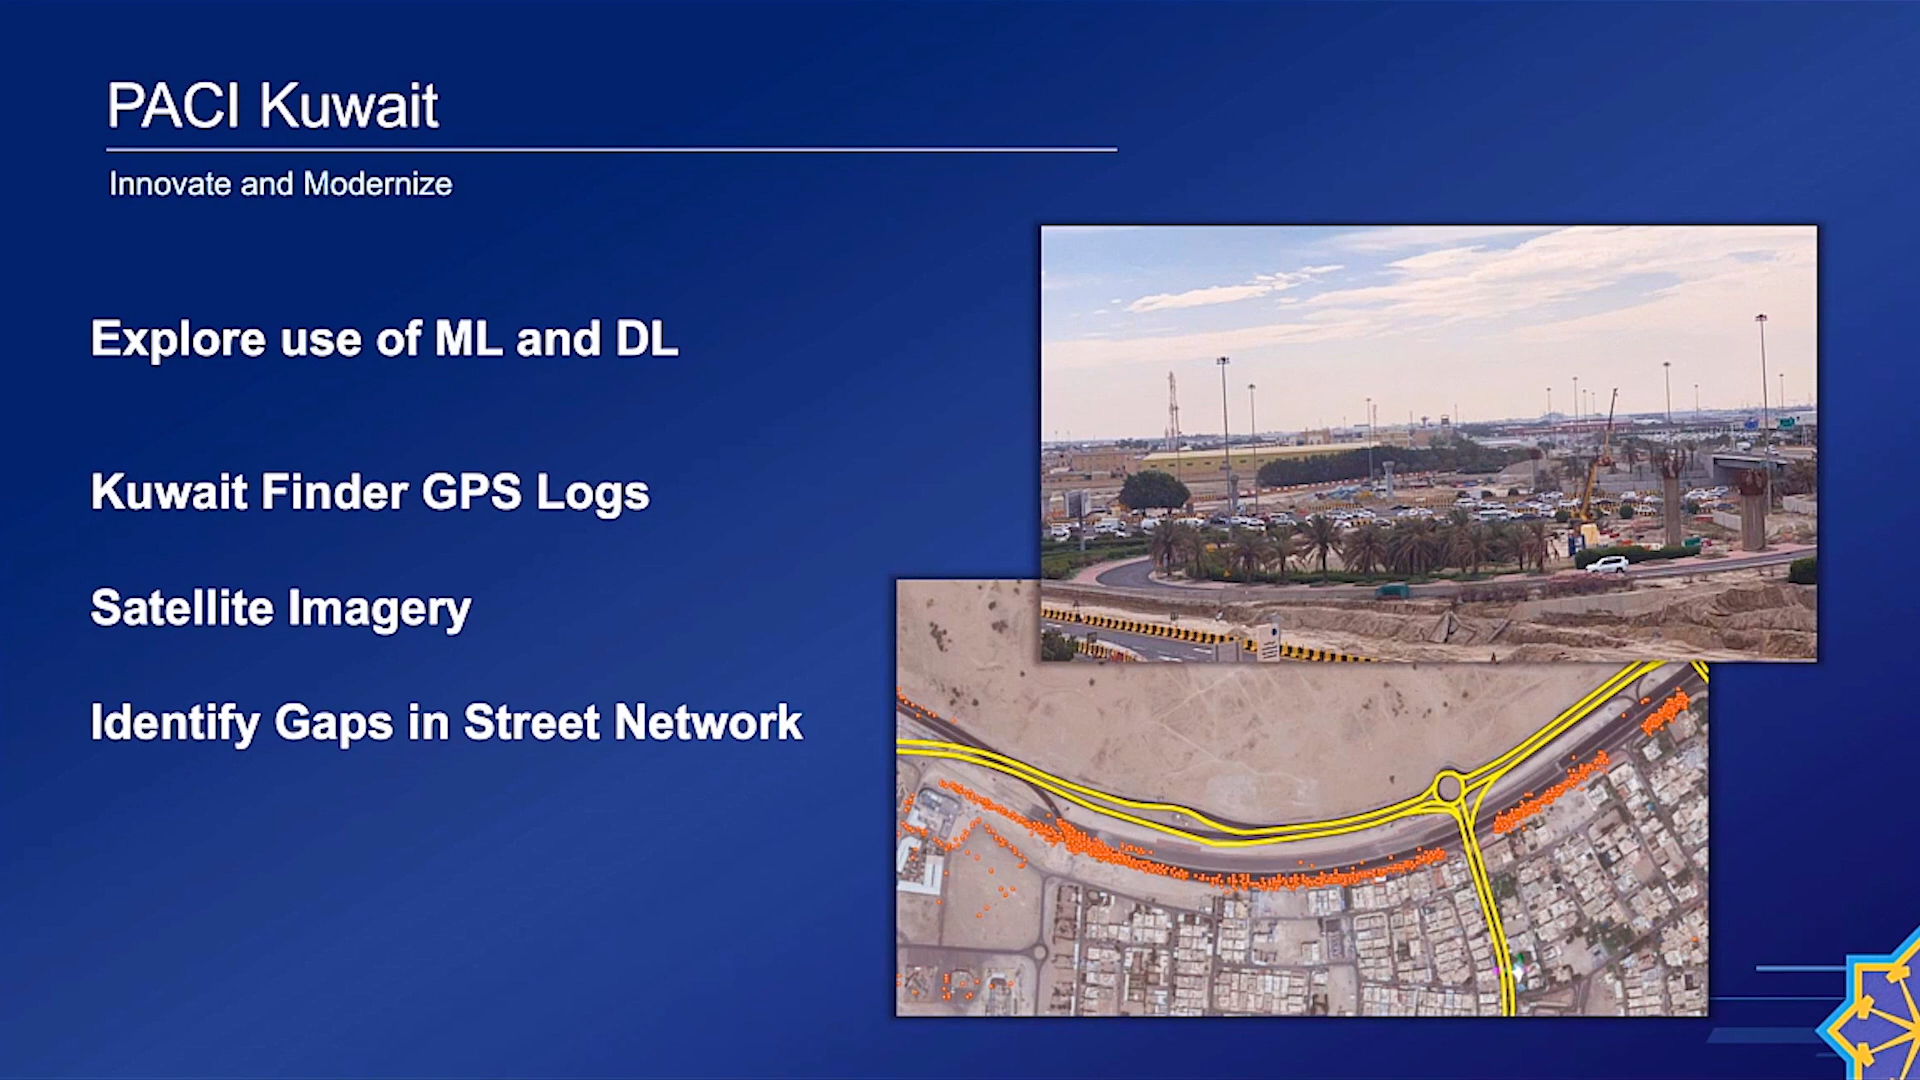 PACI Kuwait
Innovate and Modernize
Explore use of ML and DL
Kuwait Finder GPS Logs
Satellite Imagery
Identify Gaps in Street Network